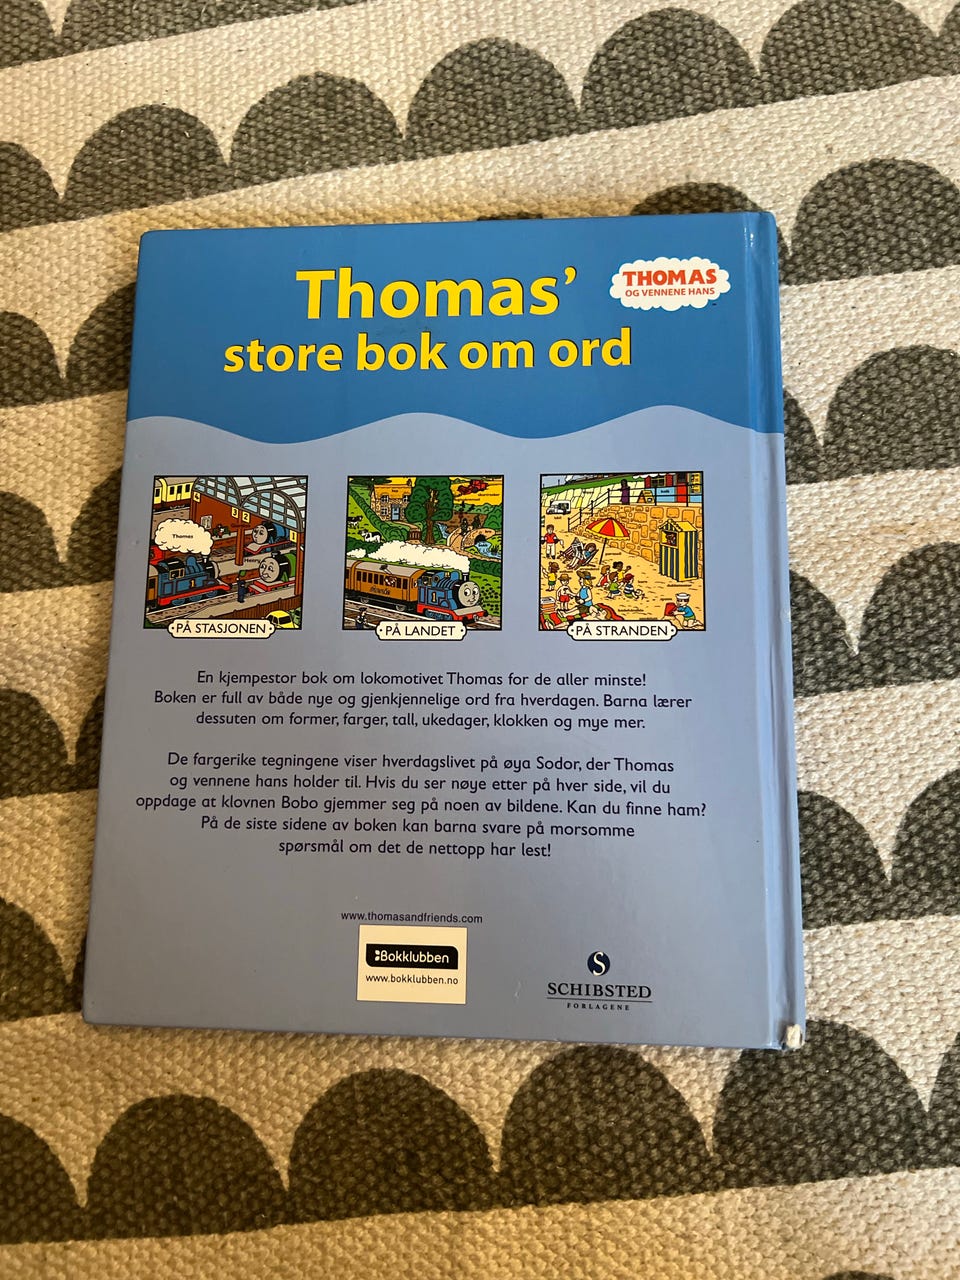 Thomas'
store bok om ord
THOMAS
OG VENNENE HANS
4
3 2
Thomas
Henry
PÅ STASJONEN
PÅ LANDET
PÅ STRANDEN
En kjempestor bok om lokomotivet Thomas for de aller minste!
Boken er full av både nye og gjenkjennelige ord fra hverdagen. Barna lærer
dessuten om former, farger, tall, ukedager, klokken og mye mer.
De fargerike tegningene viser hverdagslivet på øya Sodor, der Thomas
og vennene hans holder til. Hvis du ser nøye etter på hver side, vil du
oppdage at klovnen Bobo gjemmer seg på noen av bildene. Kan du finne ham?
På de siste sidene av boken kan barna svare på morsomme
spørsmål om det de nettopp har lest!
www.thomasandfriends.com
Bokklubben
www.bokklubben.no
S
SCHIBSTED
FORLAGENE